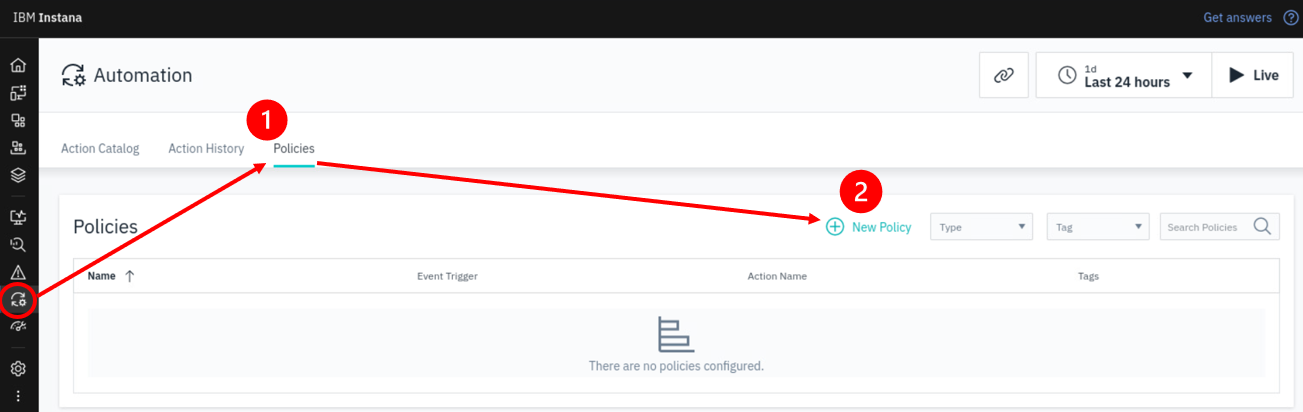 IBM Instana
Get answers
Automation
1d
Last 24 hours
Live
1
Action Catalog
Action History
Policies
2
Policies
New Policy
Type
Tag
Search Policies
Name
Event Trigger
Action Name
Tags
There are no policies configured.